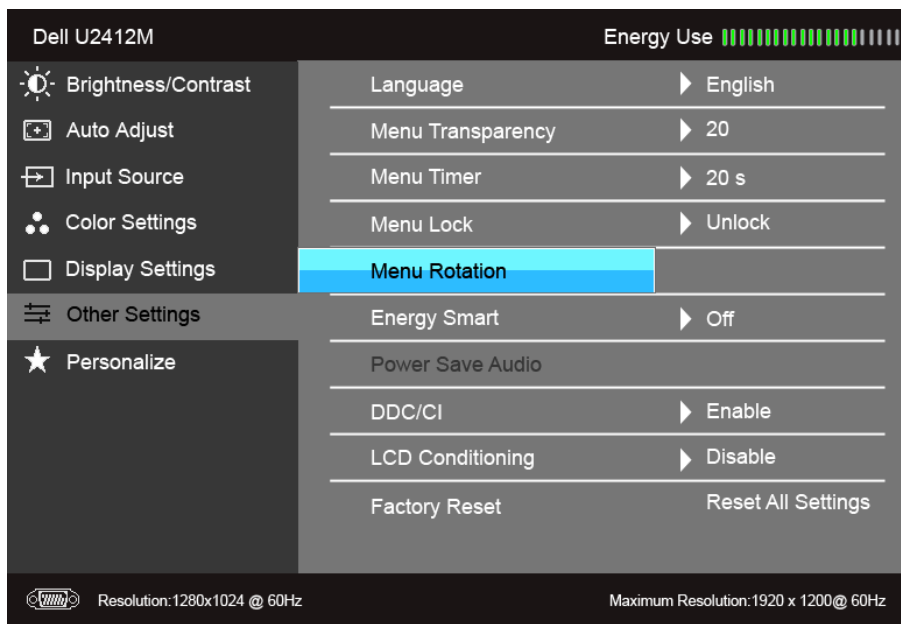 Dell U2412M Energy Use
Brightness/Contrast
Auto Adjust
Input Source
Color Settings
Display Settings
Other Settings
Personalize
Language English
Menu Transparency 20
Menu Timer 20 s
Menu Lock Unlock
Menu Rotation
Energy Smart Off
Power Save Audio
DDC/CI Enable
LCD Conditioning Disable
Factory Reset Reset All Settings
Resolution:1280x1024 @ 60Hz Maximum Resolution:1920 x 1200@ 60Hz